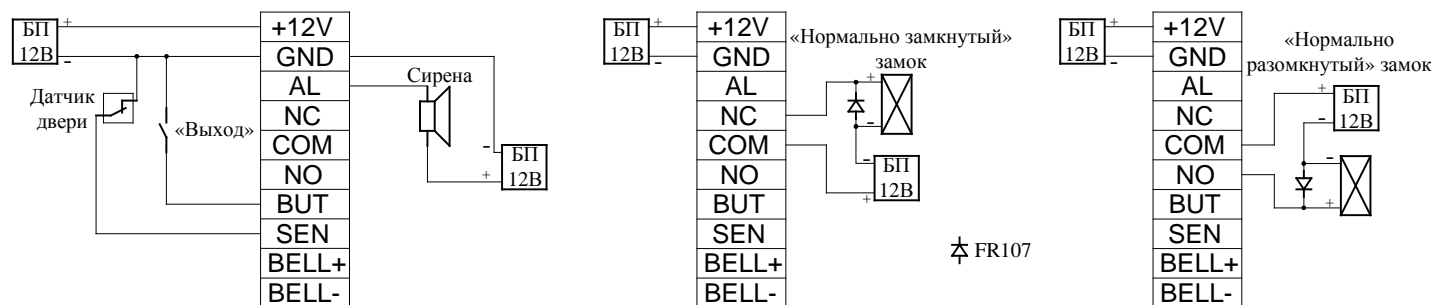 БП
12В
+
-
Датчик
двери
«Выход»
+12V
GND
AL
NC
COM
NO
BUT
SEN
BELL+
BELL-
Сирена
-
+
БП
12В
БП
12В
+
-
+12V
GND
AL
NC
COM
NO
BUT
SEN
BELL+
BELL-
«Нормально замкнутый»
замок
+
-
-
БП
12В
+
FR107
БП
12В
+
-
+12V
GND
AL
NC
COM
NO
BUT
SEN
BELL+
BELL-
«Нормально
разомкнутый» замок
+
БП
-
12В
-
+